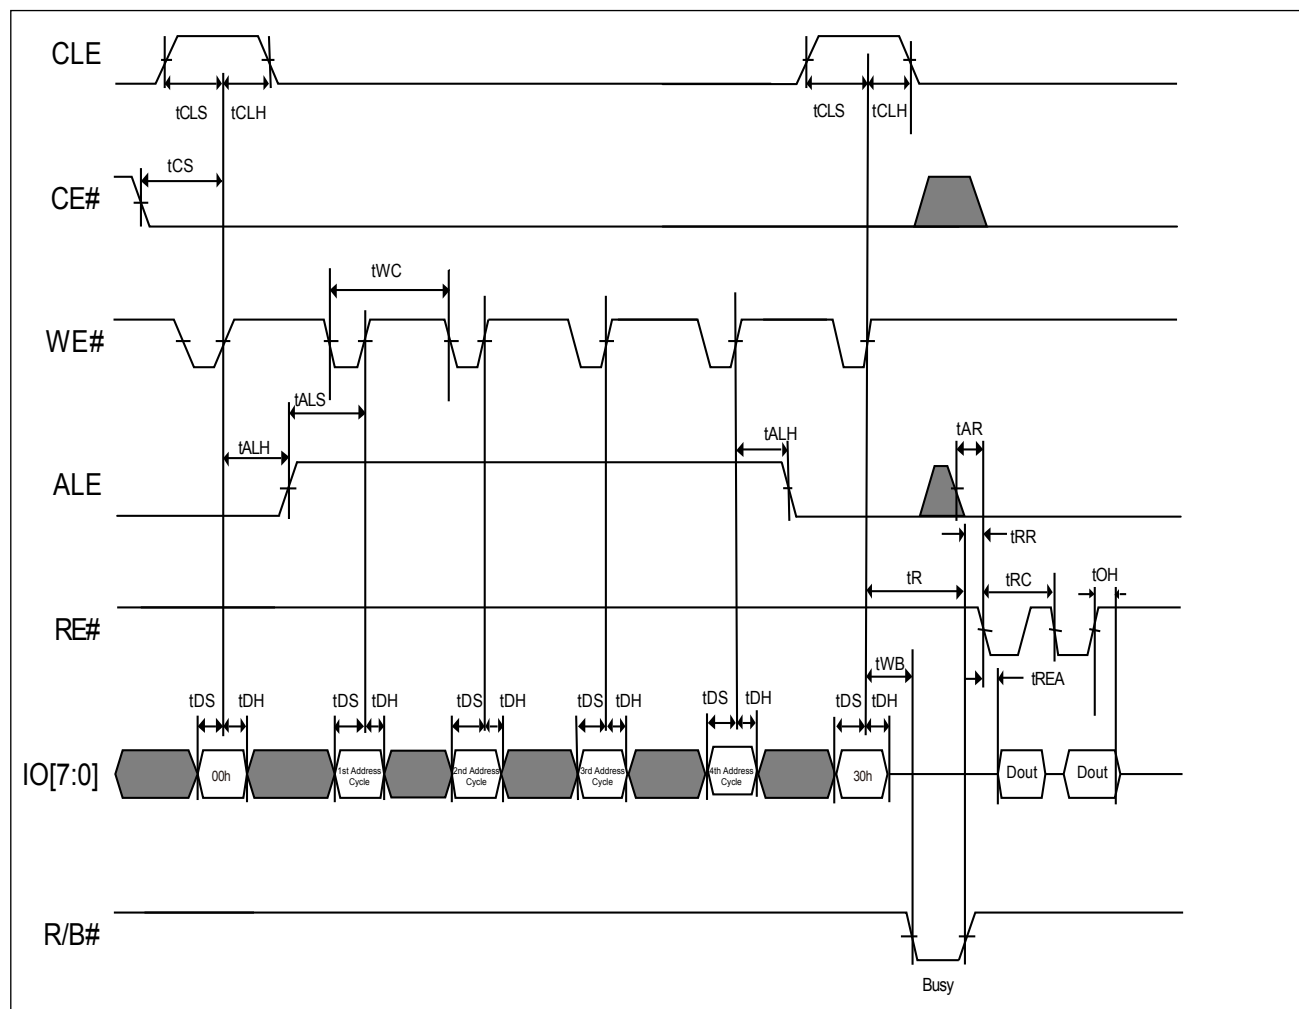 CLE
tCLS tCLH
tCLS tCLH
tCS
CE#
tWC
WE#
tALS
tALH
tALH
tAR
ALE
tRR
tR
tRC
tOH
RE#
tWB
tREA
tDS tDH
tDS tDH
tDS tDH
tDS tDH
tDS tDH
tDS tDH
IO[7:0]
00h
1st Address
Cycle
2nd Address
Cycle
3rd Address
Cycle
4th Address
Cycle
30h
Dout
Dout
R/B#
Busy